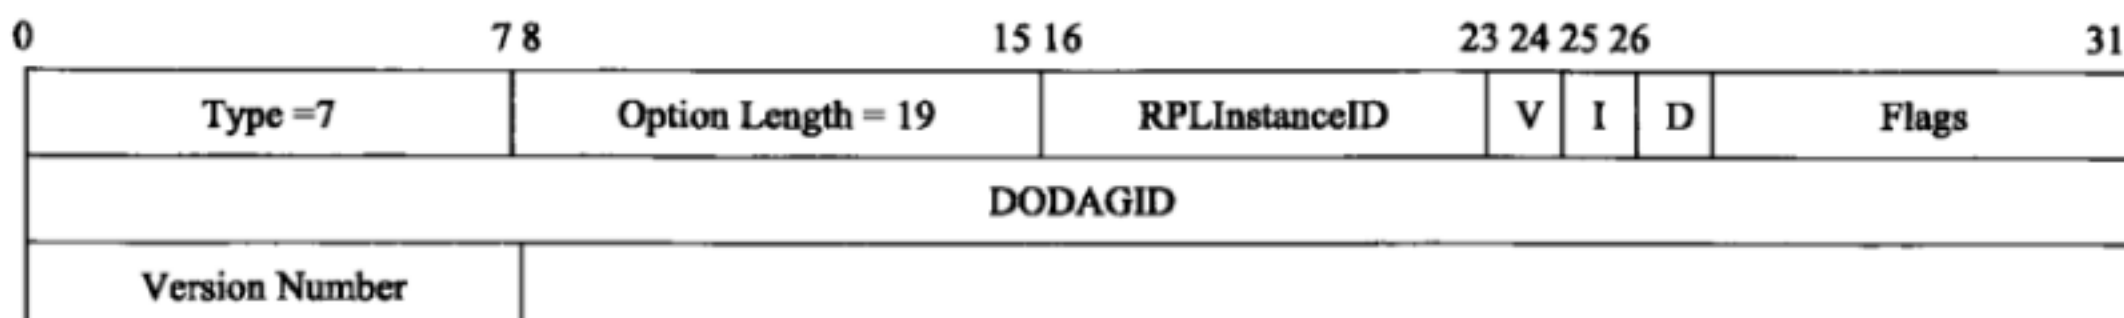 0 7 8 15 16 23 24 25 26 31
Type =7 Option Length = 19 RPLInstanceID V I D Flags
DODAGID
Version Number